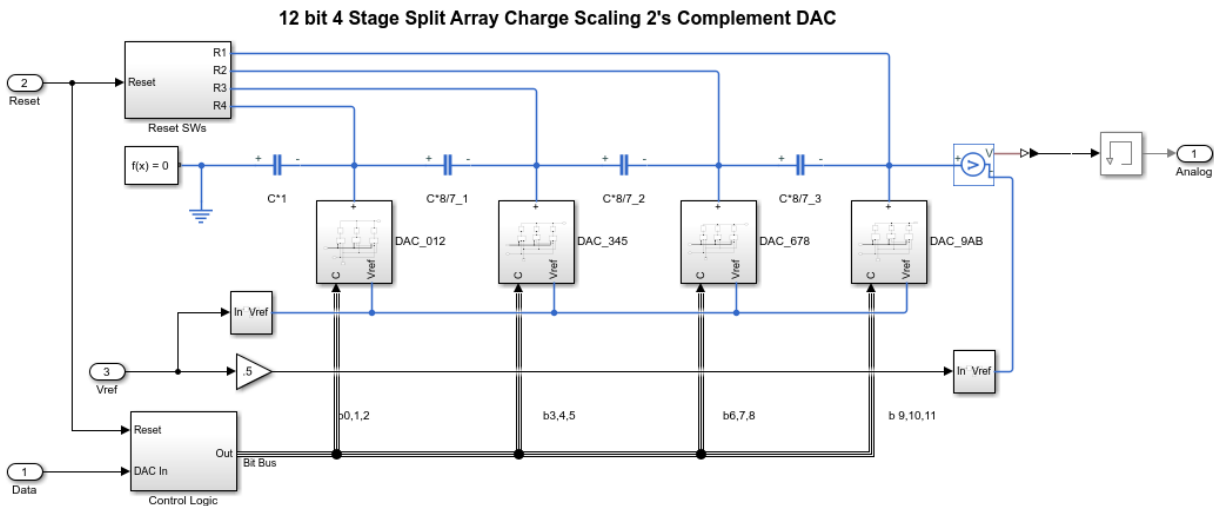 12 bit 4 Stage Split Array Charge Scaling 2's Complement DAC
2
Reset
Reset
R1
R2
R3
R4
Reset SWs
f(x) = 0
+
-
+
-
+
-
+
-
C*1
C*8/7_1
C*8/7_2
C*8/7_3
+
V
V
-
1
Analog
+
C
Vref
DAC_012
+
C
Vref
DAC_345
+
C
Vref
DAC_678
+
C
Vref
DAC_9AB
In Vref
3
Vref
.5
In Vref
b0,1,2
b3,4,5
b6,7,8
b 9,10,11
Reset
DAC In
Out
Bit Bus
Control Logic
1
Data